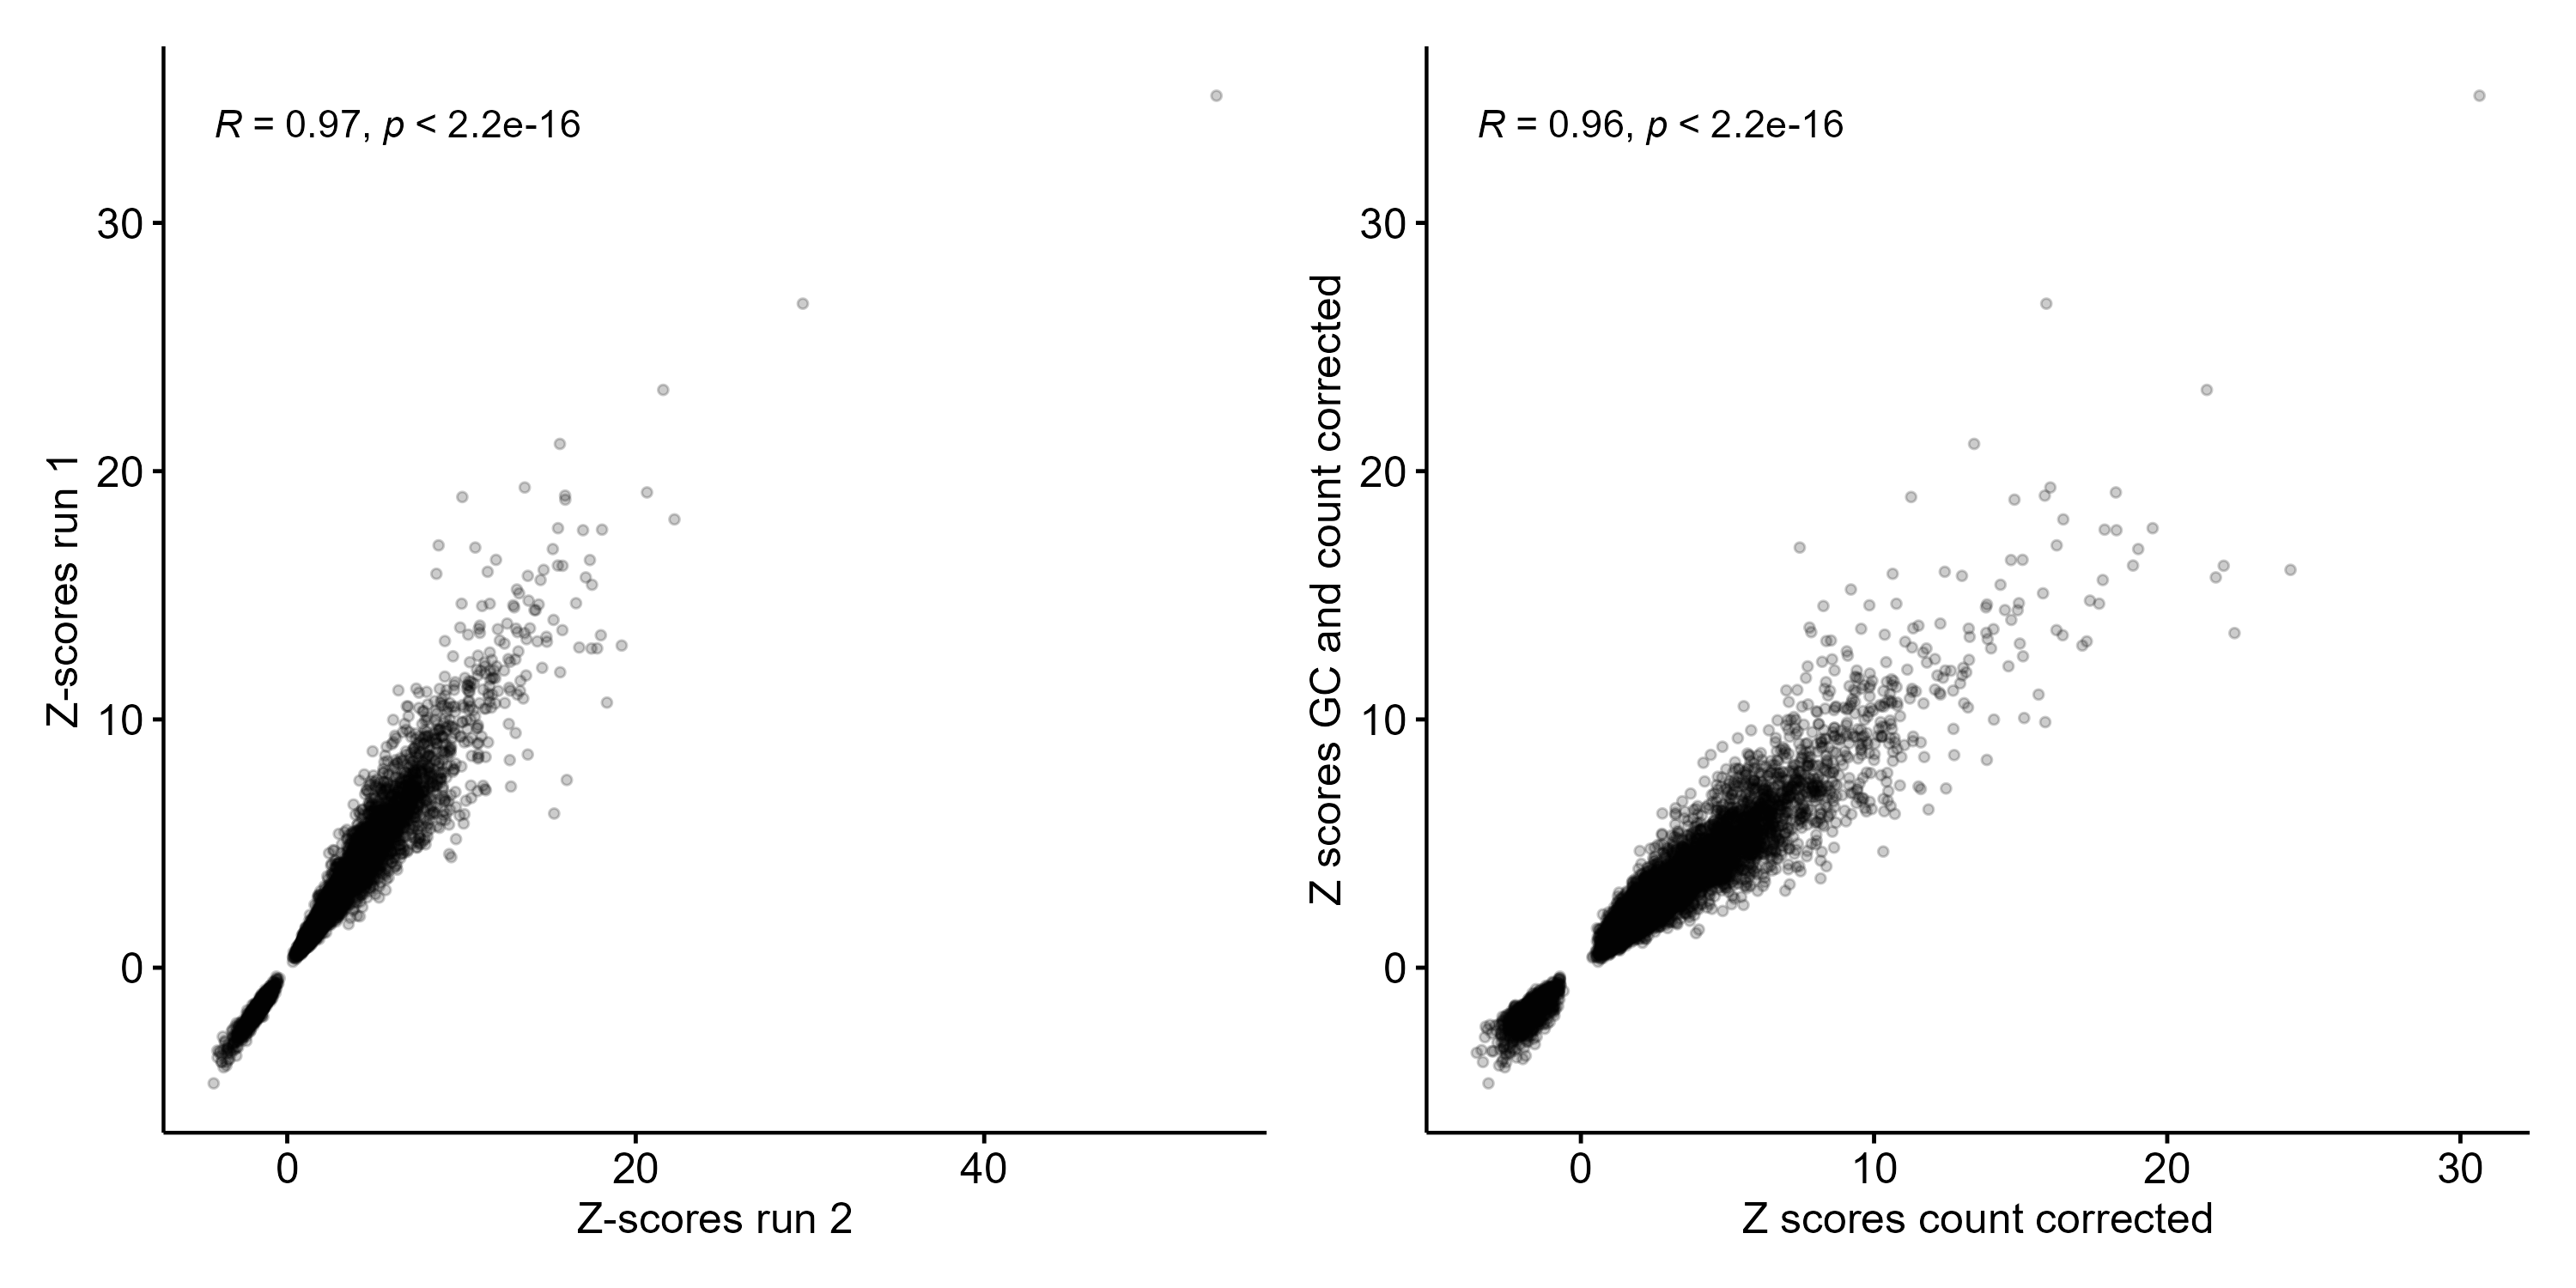 R = 0.97, p < 2.2e-16
30
20
10
0
Z-scores run 1
0 20 40
Z-scores run 2
R = 0.96, p < 2.2e-16
30
20
10
0
Z scores GC and count corrected
0 10 20 30
Z scores count corrected